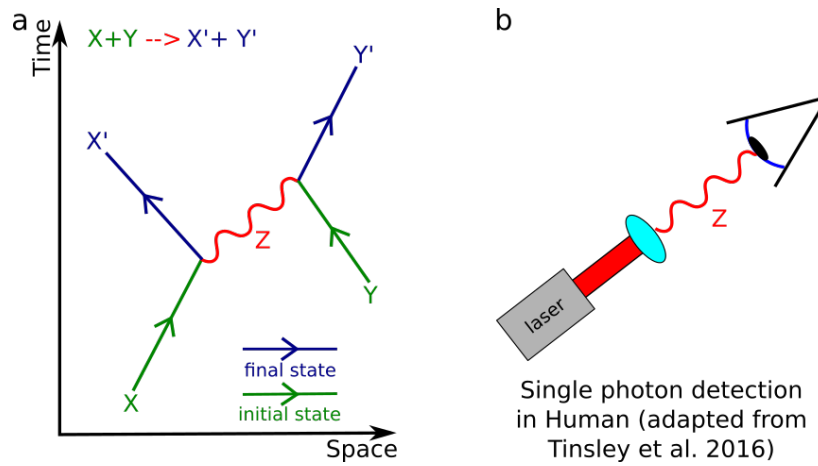 a
X+Y --> X'+ Y'
Time
Y'
X'
Z
Y
X
final state
initial state
Space
b
Z
laser
Single photon detection
in Human (adapted from
Tinsley et al. 2016)